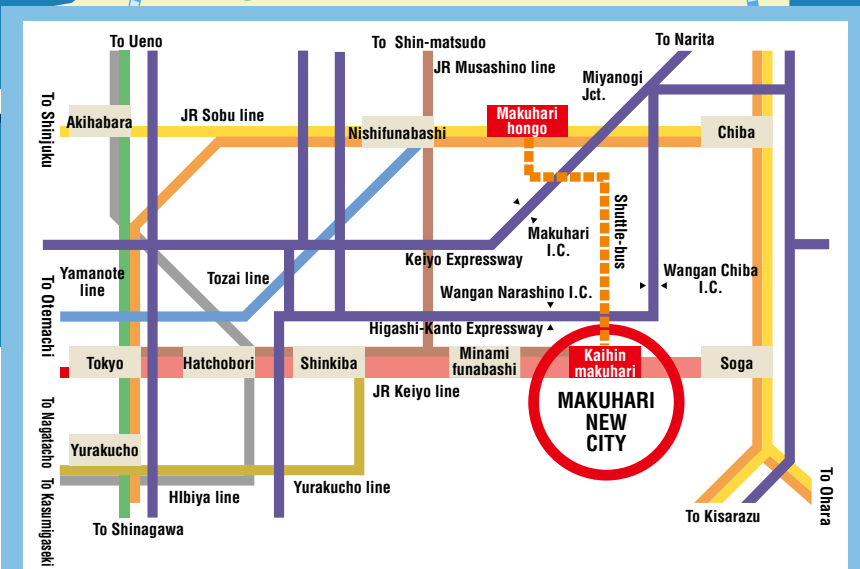 To Ueno
To Shin-matsudo
To Narita
JR Musashino line
Miyanogi
Jct.
To Shinjuku
Akihabara
JR Sobu line
Nishifunabashi
Makuhari
hongo
Chiba
Shuttle-bus
Makuhari
I.C.
Keiyo Expressway
Yamanote
line
Tozai line
Wangan Chiba
I.C.
To Otemachi
Wangan Narashino I.C.
Higashi-Kanto Expressway
Tokyo
Hatchobori
Shinkiba
Minami
funabashi
Kaihin
makuhari
Soga
JR Keiyo line
MAKUHARI
NEW
CITY
To Nagatacho
Yurakucho
To Kasumigaseki
HIbiya line
Yurakucho line
To Shinagawa
To Kisarazu
To Ohara